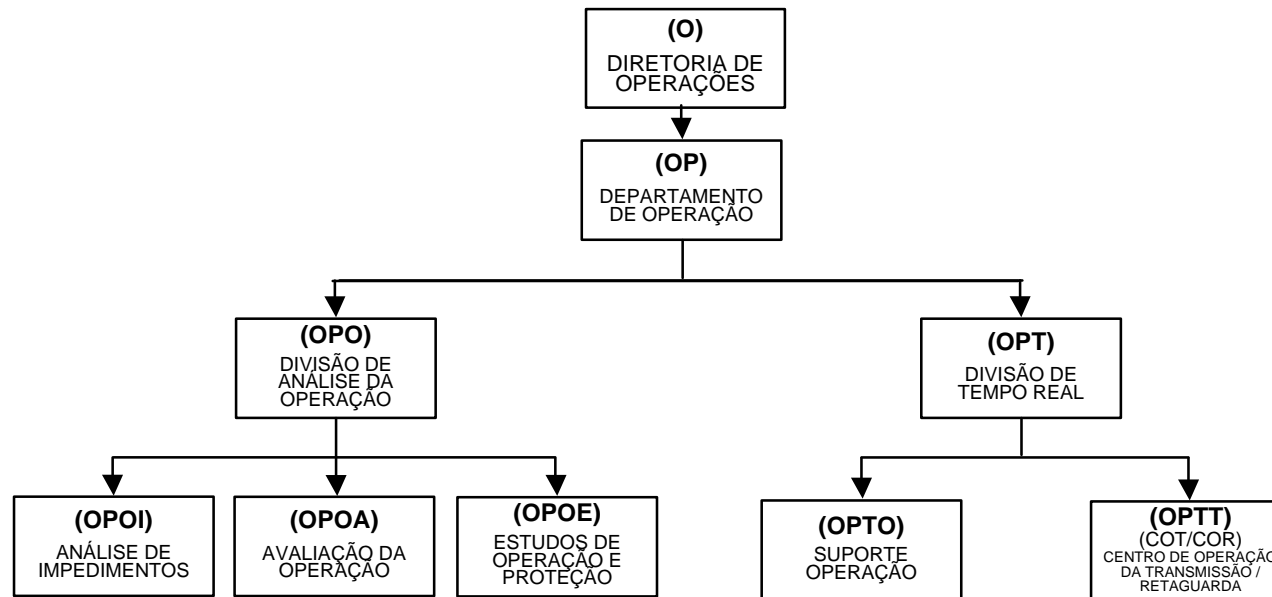 (O)
DIRETORIA DE
OPERAÇÕES
(OP)
DEPARTAMENTO
DE OPERAÇÃO
(OPO)
DIVISÃO DE
ANÁLISE DA
OPERAÇÃO
(OPT)
DIVISÃO DE
TEMPO REAL
(OPOI)
ANÁLISE DE
IMPEDIMENTOS
(OPOA)
AVALIAÇÃO DA
OPERAÇÃO
(OPOE)
ESTUDOS DE
OPERAÇÃO E
PROTEÇÃO
(OPTO)
SUPORTE
OPERAÇÃO
(OPTT)
(COT/COR)
CENTRO DE OPERAÇÃO
DA TRANSMISSÃO /
RETAGUARDA